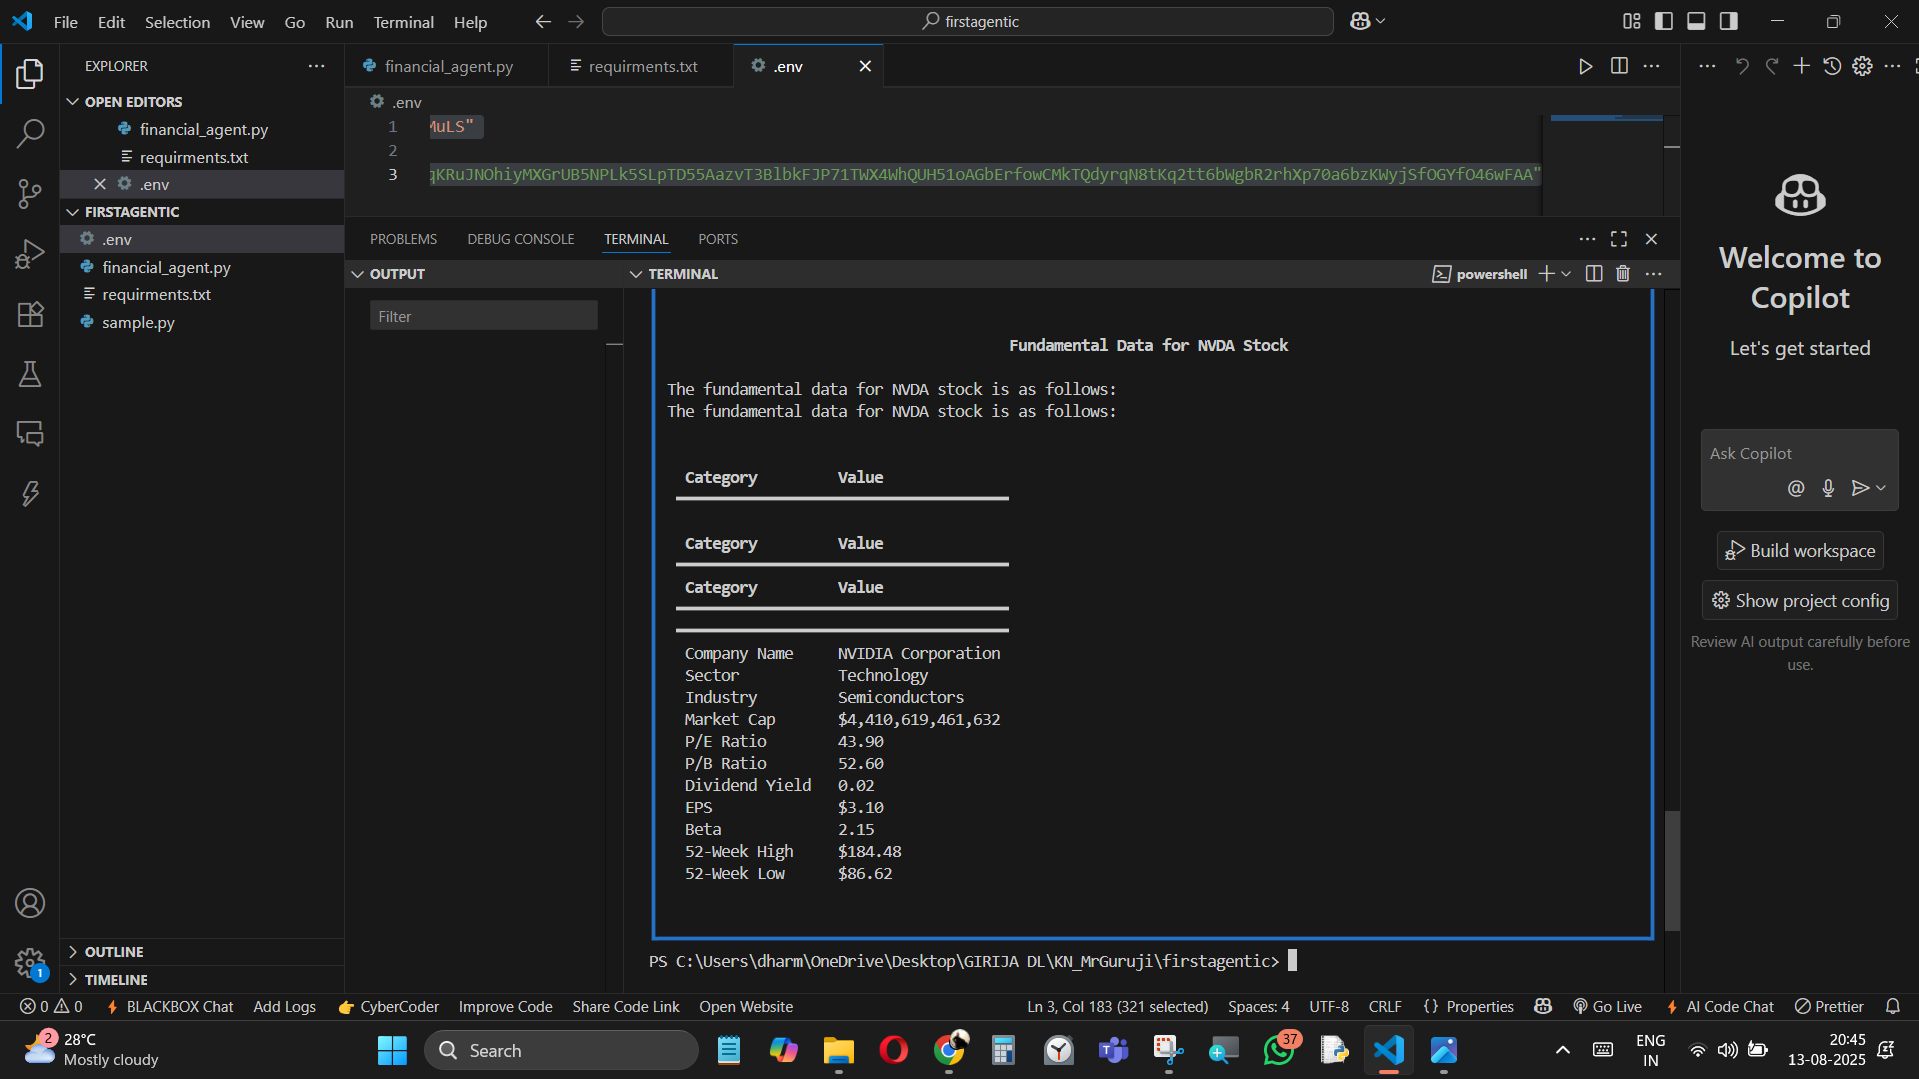 File Edit Selection View Go Run Terminal Help
firstagentic
EXPLORER
OPEN EDITORS
financial_agent.py
requirments.txt
.env
FIRSTAGENTIC
.env
financial_agent.py
requirments.txt
sample.py
OUTLINE
TIMELINE
financial_agent.py requirments.txt .env
.env
1 MuLS"
2
3
PROBLEMS DEBUG CONSOLE TERMINAL PORTS
OUTPUT
Filter
TERMINAL
powershell
Fundamental Data for NVDA Stock
The fundamental data for NVDA stock is as follows:
The fundamental data for NVDA stock is as follows:
Category Value
Category Value
Category Value
Company Name NVIDIA Corporation
Sector Technology
Industry Semiconductors
Market Cap $4,410,619,461,632
P/E Ratio 43.90
P/B Ratio 52.60
Dividend Yield 0.02
EPS $3.10
Beta 2.15
52-Week High $184.48
52-Week Low $86.62
PS C:\Users\dharm\OneDrive\Desktop\GIRIJA DL\KN_MrGuruji\firstagentic>
Welcome to
Copilot
Let's get started
Ask Copilot
Build workspace
Show project config
Review AI output carefully before
use.
1
0 0 BLACKBOX Chat Add Logs CyberCoder Improve Code Share Code Link Open Website
Ln 3, Col 183 (321 selected) Spaces: 4 UTF-8 CRLF {} Properties Go Live AI Code Chat Prettier
2
28°C
Mostly cloudy
Search
37
ENG
IN
20:45
13-08-2025